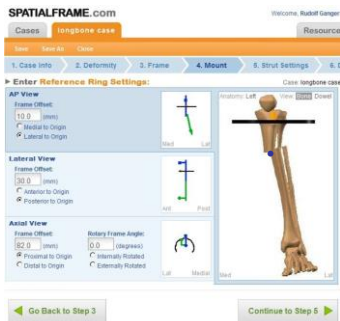 SPATIALFRAME.com
Welcome, Rudolf Ganger
Cases
longbone case
Resource
Save
Save As
Close
1. Case Info
2. Deformity
3. Frame
4. Mount
5. Strut Settings
6.
Enter Reference Ring Settings:
Case: longbone case
AP View
Frame Offset:
10.0 (mm)
Medial to Origin
Lateral to Origin
Med Lat
Lateral View
Frame Offset:
30.0 (mm)
Anterior to Origin
Posterior to Origin
Ant Post
Axial View
Frame Offset:
82.0 (mm)
Proximal to Origin
Distal to Origin
Rotary Frame Angle:
0.0 (degrees)
Internally Rotated
Externally Rotated
Lat Medial
Anatomy: Left View: Bone Dowel
Med Lat
Go Back to Step 3
Continue to Step 5